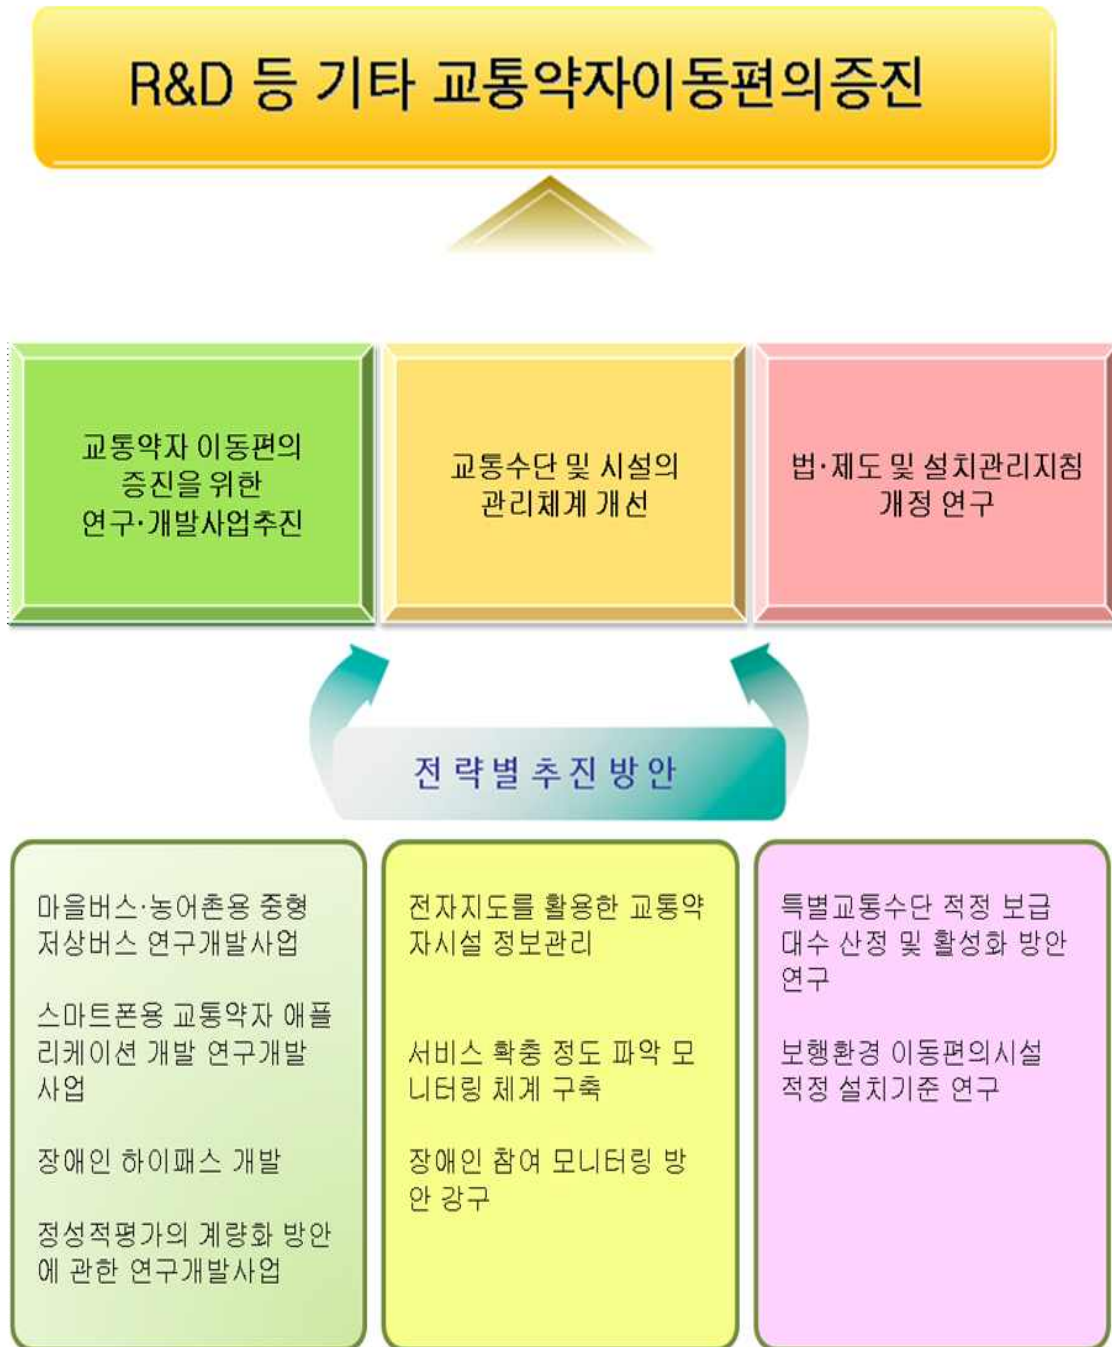 R&D 등 기타 교통약자이동편의증진
교통약자 이동편의
증진을 위한
연구·개발사업추진
교통수단 및 시설의
관리체계 개선
법·제도 및 설치관리지침
개정 연구
전략별추진방안
마을버스·농어촌용 중형
저상버스 연구개발사업
스마트폰용 교통약자 애플
리케이션 개발 연구개발
사업
장애인 하이패스 개발
정성적평가의 계량화 방안
에 관한 연구개발사업
전자지도를 활용한 교통약
자시설 정보관리
서비스 확충 정도 파악 모
니터링 체계 구축
장애인 참여 모니터링 방
안 강구
특별교통수단 적정 보급
대수 산정 및 활성화 방안
연구
보행환경 이동편의시설
적정 설치기준 연구